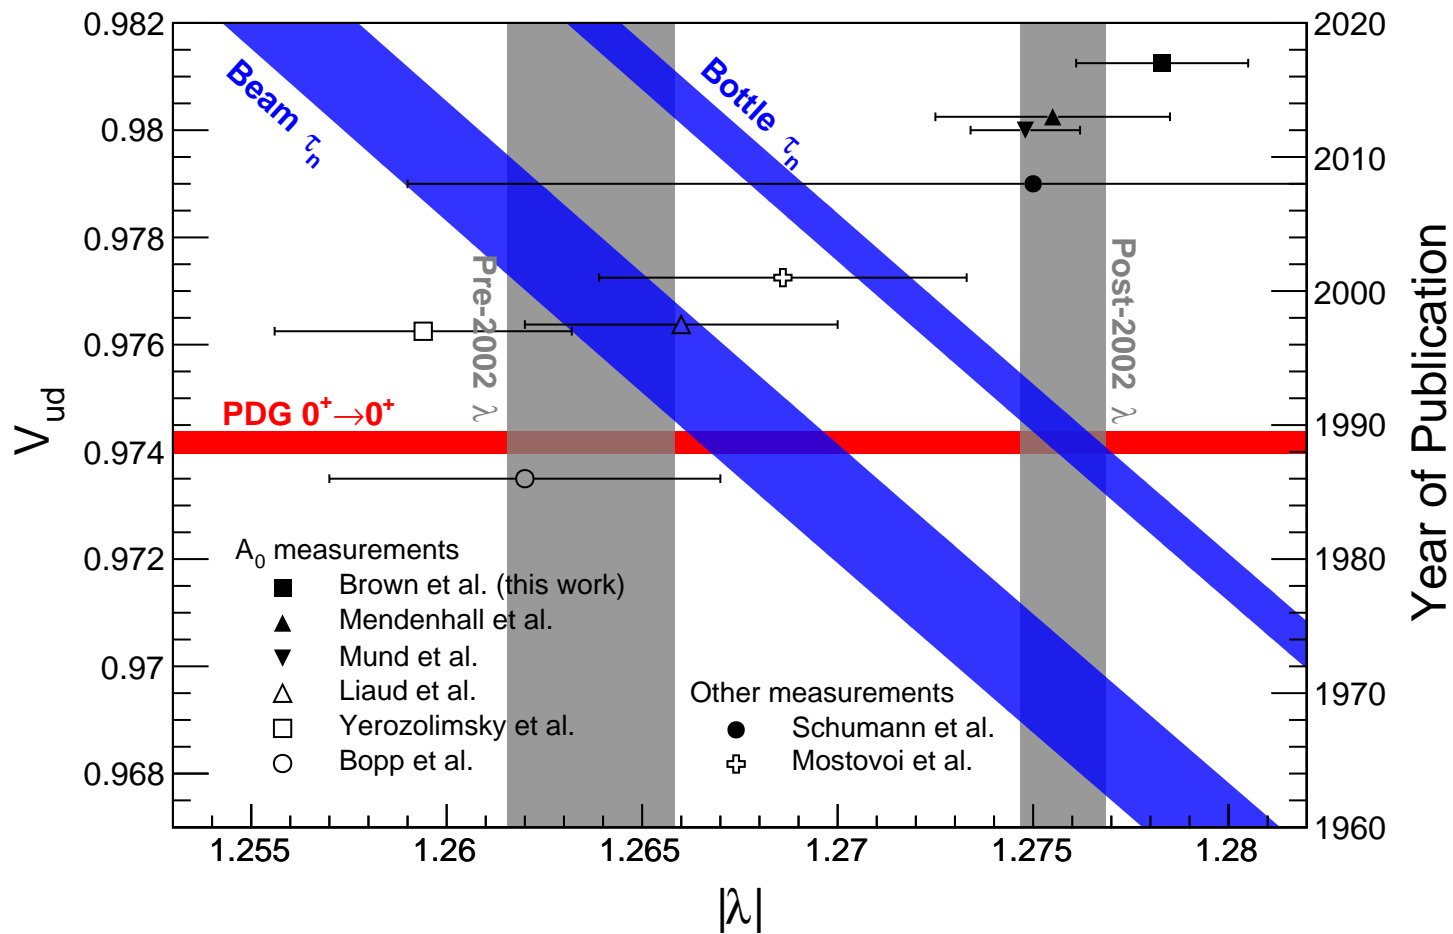 0.982
0.98
0.978
0.976
0.974
0.972
0.97
0.968
V_ud
2020
2010
2000
1990
1980
1970
1960
Year of Publication
Beam τ_n
Bottle τ_n
Pre-2002 λ
Post-2002 λ
PDG 0⁺→0⁺
A₀ measurements
Brown et al. (this work)
Mendenhall et al.
Mund et al.
Liaud et al.
Yerozolimsky et al.
Bopp et al.
Other measurements
Schumann et al.
Mostovoi et al.
1.255 1.26 1.265 1.27 1.275 1.28
|λ|